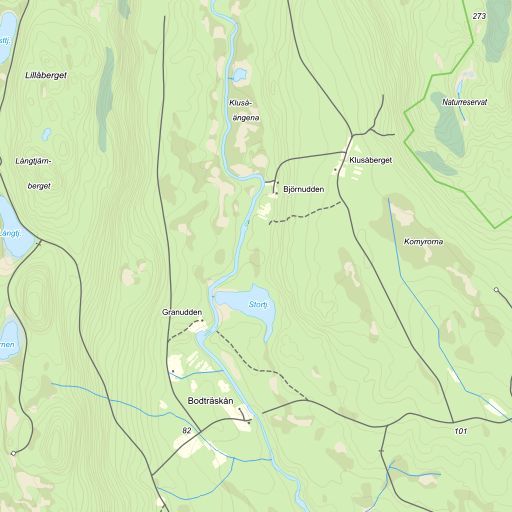 273
Lillåberget
Naturreservat
Kluså-
ängena
Långtjärn-
berget
Klusåberget
Björnudden
Långtj.
Komyrorna
Stortj.
Granudden
Bodträskån
82
101